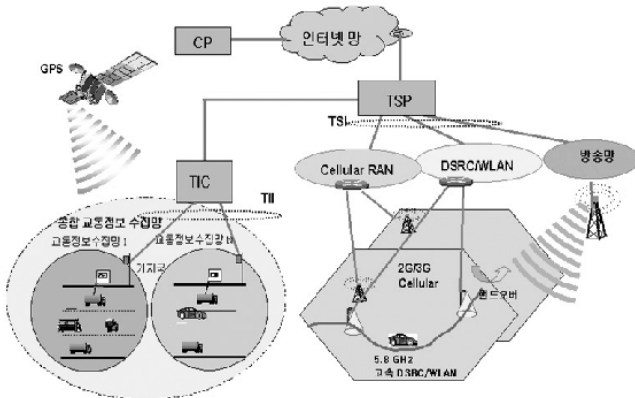 CP
인터넷 망
GPS
TSP
TSI
Cellular RAN
DSRC/WLAN
방송망
TIC
TII
종합 교통정보 수집망
교통정보수집망 1
교통정보수집망 N
기지국
2G/3G
Cellular
핸드오버
5.8 GHz
고속 DSRC/WLAN